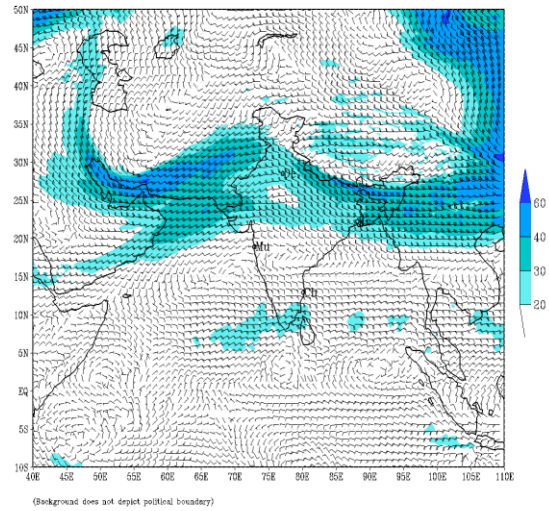 50N
45N
40N
35N
30N
25N
20N
15N
10N
5N
EQ
5S
10S
40E 45E 50E 55E 60E 65E 70E 75E 80E 85E 90E 95E 100E 105E 110E
60
40
30
20
Mu
Ch
(Background does not depict political boundary)